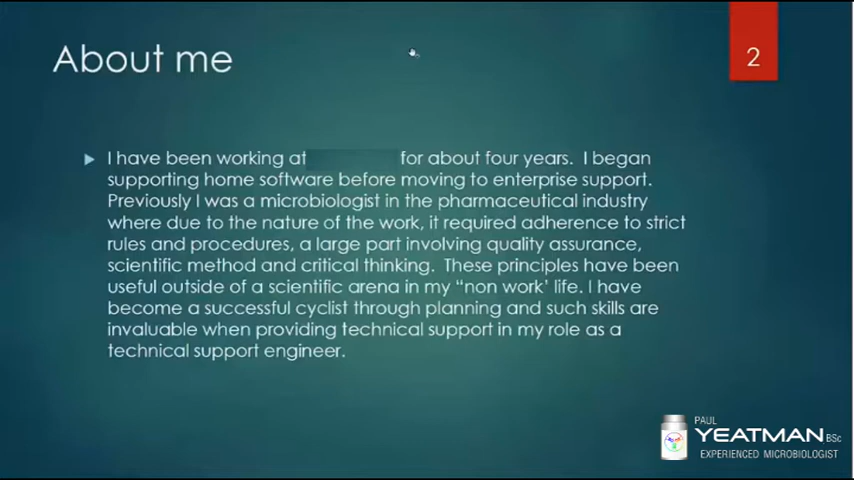 About me
2
I have been working at for about four years. I began
supporting home software before moving to enterprise support.
Previously I was a microbiologist in the pharmaceutical industry
where due to the nature of the work, it required adherence to strict
rules and procedures, a large part involving quality assurance,
scientific method and critical thinking. These principles have been
useful outside of a scientific arena in my “non work’ life. I have
become a successful cyclist through planning and such skills are
invaluable when providing technical support in my role as a
technical support engineer.
PAUL
YEATMAN BSc
EXPERIENCED MICROBIOLOGIST